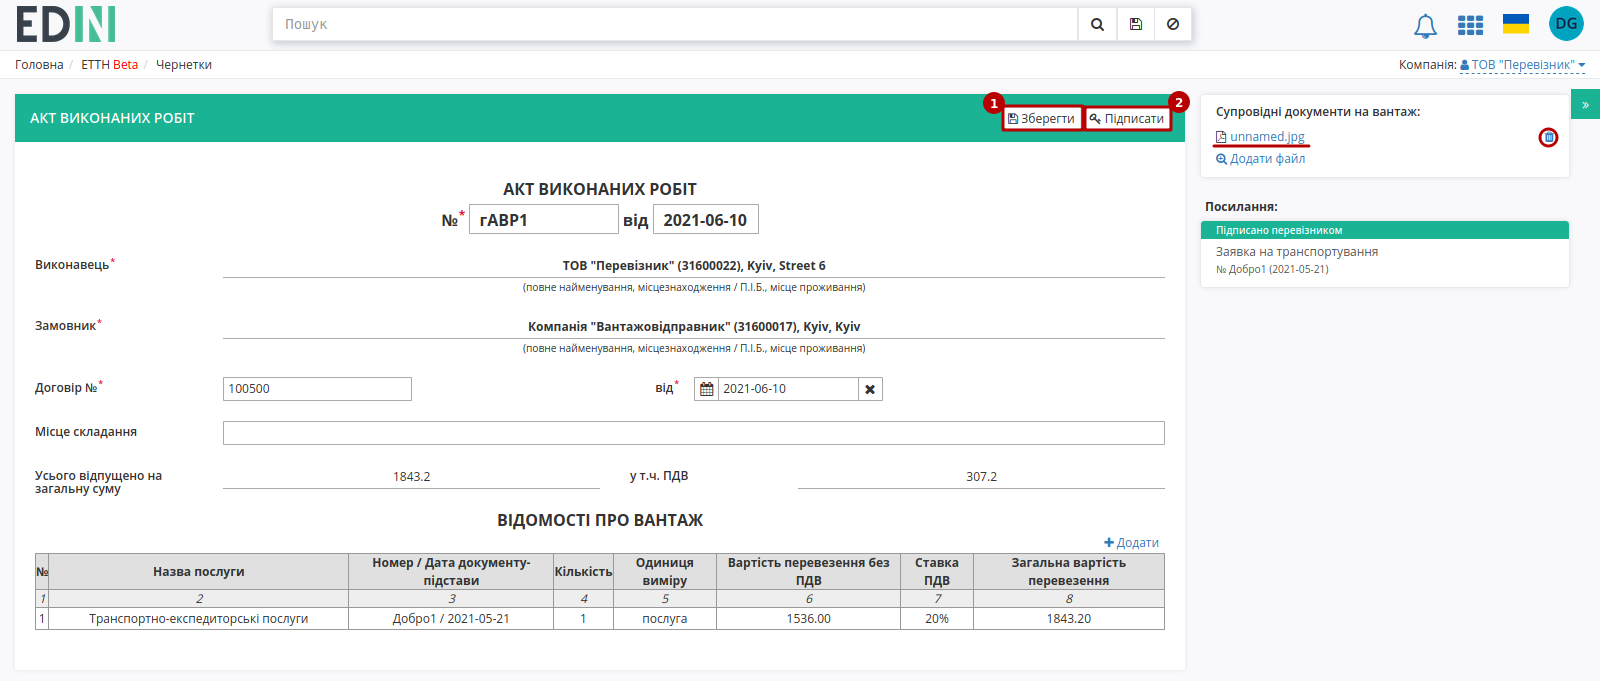 EDIN
Пошук
DG
Головна / ЕТТН Beta / Чернетки
Компанія: ТОВ "Перевізник"
1
2
АКТ ВИКОНАНИХ РОБІТ
Зберегти
Підписати
»
Супровідні документи на вантаж:
unnamed.jpg
Додати файл
Посилання:
Підписано перевізником
Заявка на транспортування
№ Добро1 (2021-05-21)
АКТ ВИКОНАНИХ РОБІТ
№* гАВР1 від 2021-06-10
Виконавець* ТОВ "Перевізник" (31600022), Kyiv, Street 6
(повне найменування, місцезнаходження / П.І.Б., місце проживання)
Замовник* Компанія "Вантажовідправник" (31600017), Kyiv, Kyiv
(повне найменування, місцезнаходження / П.І.Б., місце проживання)
Договір №* 100500 від* 2021-06-10
Місце складання
Усього відпущено на
загальну суму
1843.2 у т.ч. ПДВ 307.2
ВІДОМОСТІ ПРО ВАНТАЖ
Додати
№ Назва послуги
Номер / Дата документу-
підстави
Кількість
Одиниця
виміру
Вартість перевезення без
ПДВ
Ставка
ПДВ
Загальна вартість
перевезення
1 2 3 4 5 6 7 8
1 Транспортно-експедиторські послуги Добро1 / 2021-05-21 1 послуга 1536.00 20% 1843.20